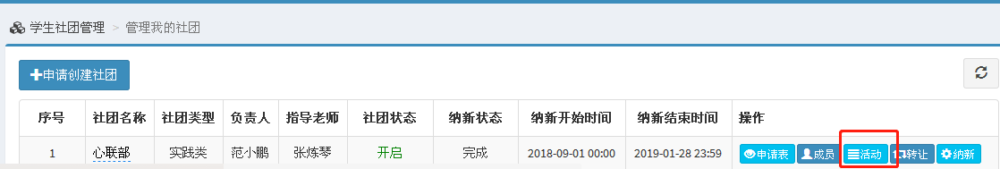 学生社团管理 > 管理我的社团
申请创建社团
序号 社团名称 社团类型 负责人 指导老师 社团状态 纳新状态 纳新开始时间 纳新结束时间 操作
1 心联部 实践类 范小鹏 张炼琴 开启 完成 2018-09-01 00:00 2019-01-28 23:59 申请表 成员 活动 转让 纳新